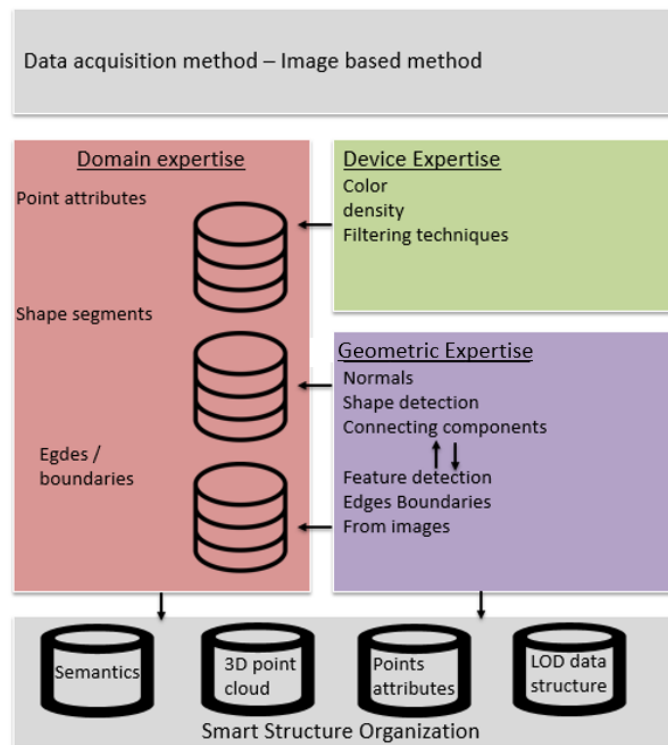 Data acquisition method – Image based method
Domain expertise
Point attributes
Shape segments
Egdes /
boundaries
Device Expertise
Color
density
Filtering techniques
Geometric Expertise
Normals
Shape detection
Connecting components
Feature detection
Edges Boundaries
From images
Semantics
3D point
cloud
Points
attributes
LOD data
structure
Smart Structure Organization